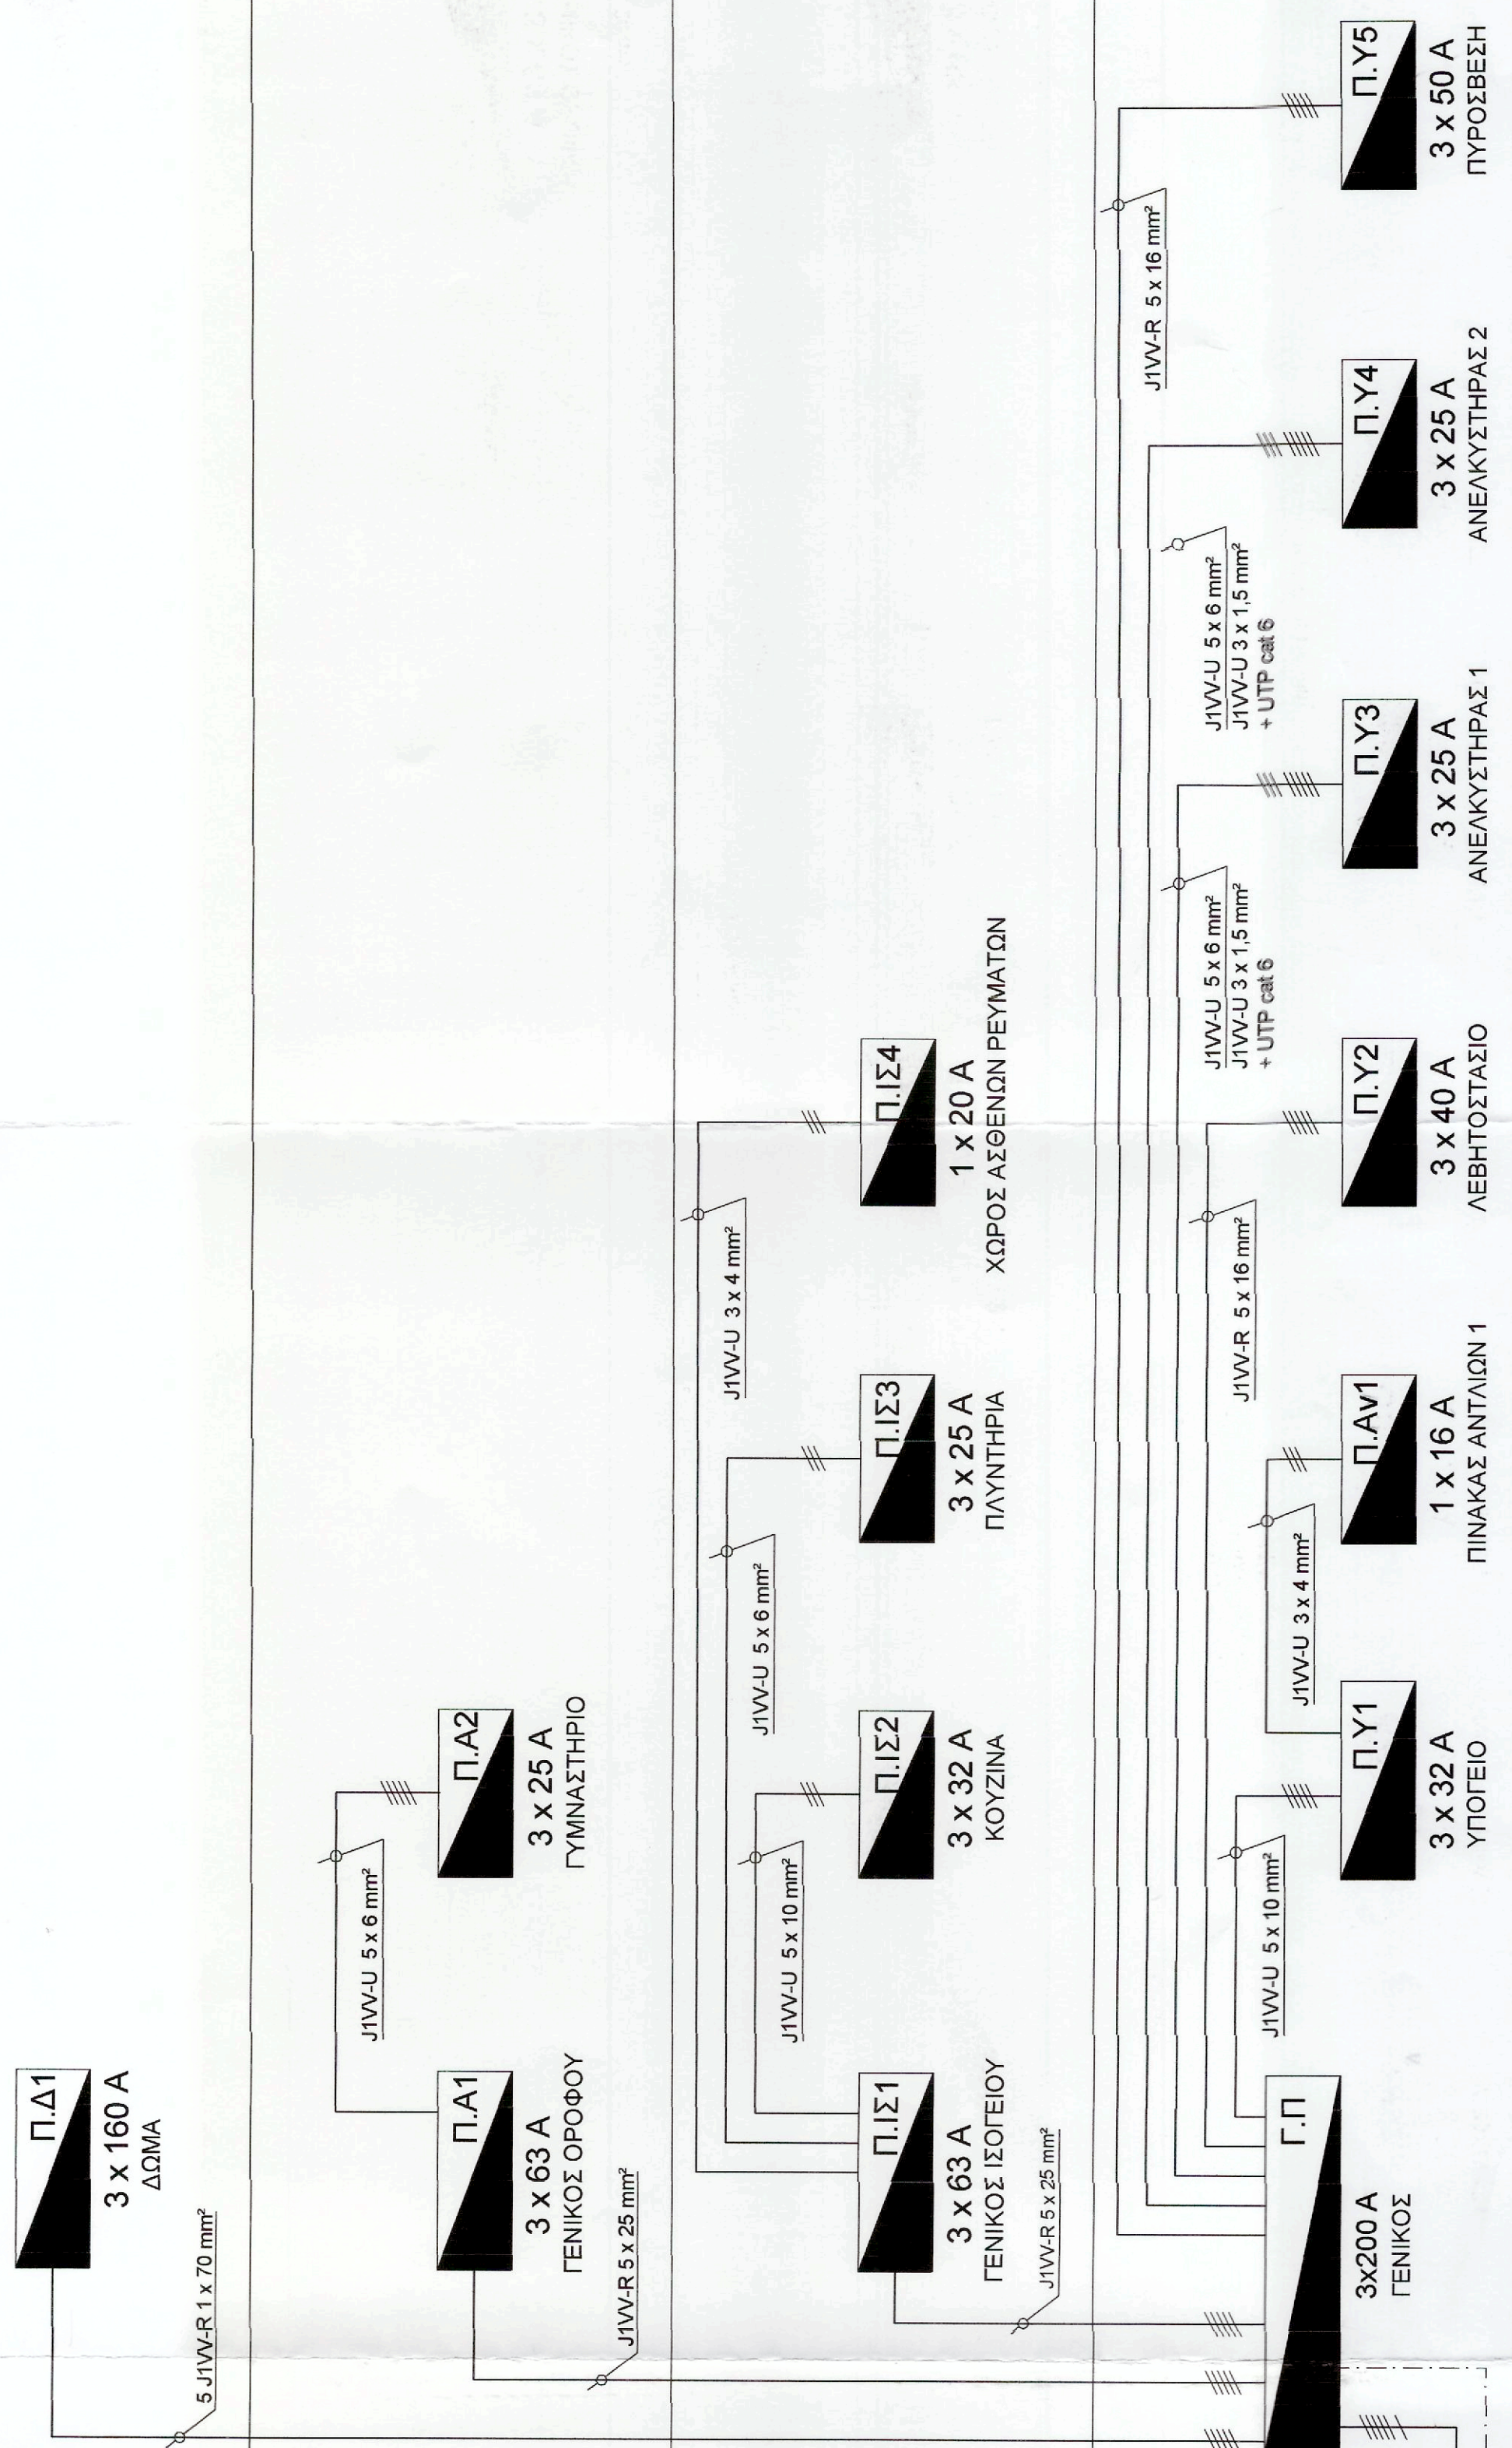 Π.Δ1
3 x 160 A
ΔΩΜΑ
5 J1VV-R 1 x 70 mm²
Π.Α1
3 x 63 A
ΓΕΝΙΚΟΣ ΟΡΟΦΟΥ
J1VV-R 5 x 25 mm²
J1VV-U 5 x 6 mm²
Π.Α2
3 x 25 A
ΓΥΜΝΑΣΤΗΡΙΟ
Π.ΙΣ1
3 x 63 A
ΓΕΝΙΚΟΣ ΙΣΟΓΕΙΟΥ
J1VV-R 5 x 25 mm²
J1VV-U 5 x 10 mm²
Π.ΙΣ2
3 x 32 A
ΚΟΥΖΙΝΑ
J1VV-U 5 x 6 mm²
Π.ΙΣ3
3 x 25 A
ΠΛΥΝΤΗΡΙΑ
J1VV-U 3 x 4 mm²
Π.ΙΣ4
1 x 20 A
ΧΩΡΟΣ ΑΣΘΕΝΩΝ ΡΕΥΜΑΤΩΝ
Γ.Π
3x200 A
ΓΕΝΙΚΟΣ
J1VV-U 5 x 10 mm²
Π.Υ1
3 x 32 A
ΥΠΟΓΕΙΟ
J1VV-U 3 x 4 mm²
Π.Αν1
1 x 16 A
ΠΙΝΑΚΑΣ ΑΝΤΛΙΩΝ 1
J1VV-R 5 x 16 mm²
Π.Υ2
3 x 40 A
ΛΕΒΗΤΟΣΤΑΣΙΟ
J1VV-U 5 x 6 mm²
J1VV-U 3 x 1,5 mm²
+ UTP cat 6
Π.Υ3
3 x 25 A
ΑΝΕΛΚΥΣΤΗΡΑΣ 1
J1VV-U 5 x 6 mm²
J1VV-U 3 x 1,5 mm²
+ UTP cat 6
Π.Υ4
3 x 25 A
ΑΝΕΛΚΥΣΤΗΡΑΣ 2
J1VV-R 5 x 16 mm²
Π.Υ5
3 x 50 A
ΠΥΡΟΣΒΕΣΗ